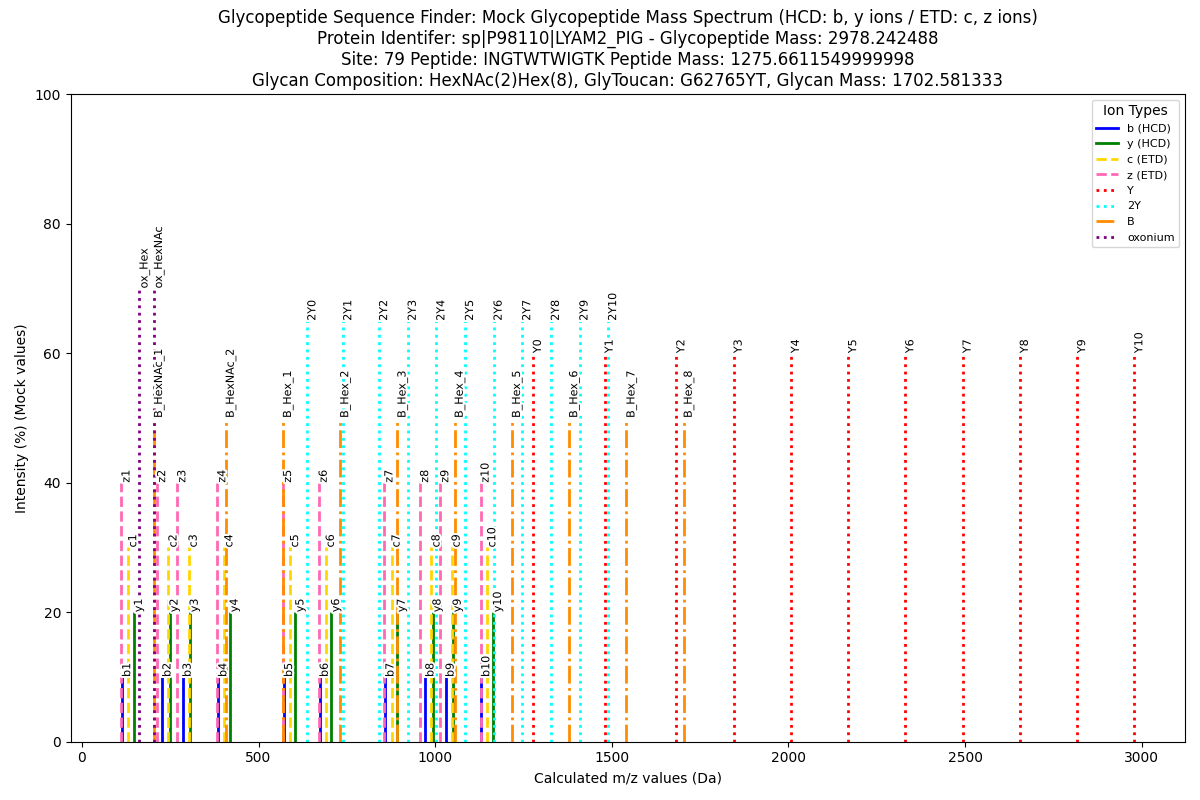 Glycopeptide Sequence Finder: Mock Glycopeptide Mass Spectrum (HCD: b, y ions / ETD: c, z ions)
Protein Identifer: sp|P98110|LYAM2_PIG - Glycopeptide Mass: 2978.242488
Site: 79 Peptide: INGTWTWIGTK Peptide Mass: 1275.6611549999998
Glycan Composition: HexNAc(2)Hex(8), GlyToucan: G62765YT, Glycan Mass: 1702.581333
100
80
60
40
20
0
Intensity (%) (Mock values)
Ion Types
b (HCD)
y (HCD)
c (ETD)
z (ETD)
Y
2Y
B
oxonium
ox_Hex
ox_HexNAc
2Y0
2Y1
2Y2
2Y3
2Y4
2Y5
2Y6
2Y7
2Y8
2Y9
2Y10
Y0
Y1
Y2
Y3
Y4
Y5
Y6
Y7
Y8
Y9
Y10
B_HexNAc_1
B_HexNAc_2
B_Hex_1
B_Hex_2
B_Hex_3
B_Hex_4
B_Hex_5
B_Hex_6
B_Hex_7
B_Hex_8
z1
z2
z3
z4
z5
z6
z7
z8
z9
z10
c1
c2
c3
c4
c5
c6
c7
c8
c9
c10
y1
y2
y3
y4
y5
y6
y7
y8
y9
y10
b1
b2
b3
b4
b5
b6
b7
b8
b9
b10
0
500
1000
1500
2000
2500
3000
Calculated m/z values (Da)